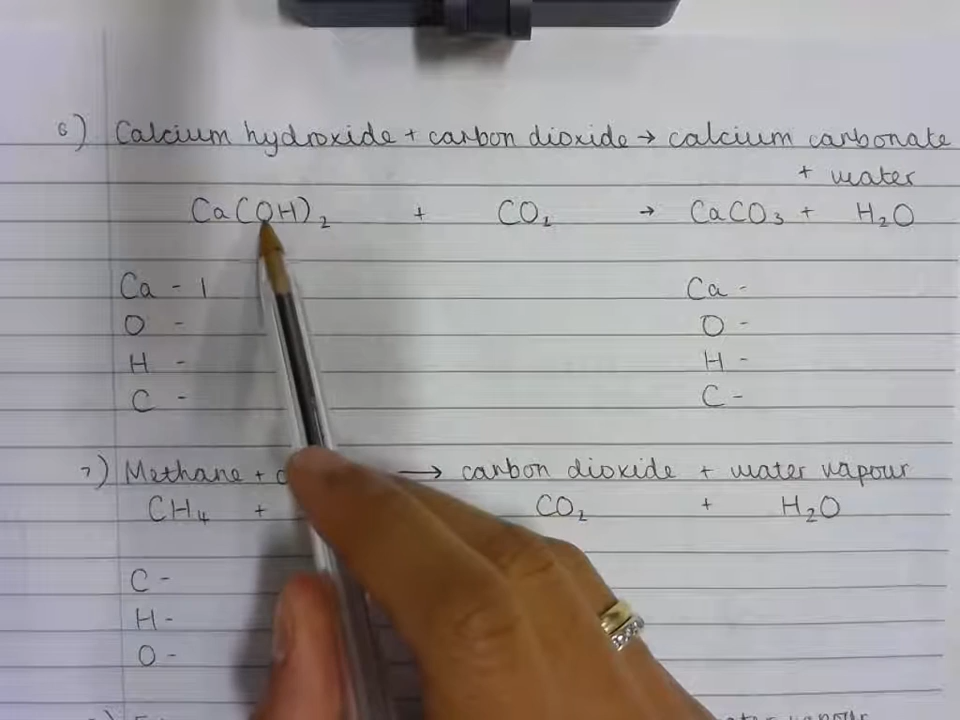 6) Calcium hydroxide + carbon dioxide → calcium carbonate
+ water
Ca(OH)₂ + CO₂ → CaCO₃ + H₂O
Ca - 1 Ca -
O - O -
H - H -
C - C -
7) Methane + → carbon dioxide + water vapour
CH₄ + CO₂ + H₂O
C -
H -
O -
vapour